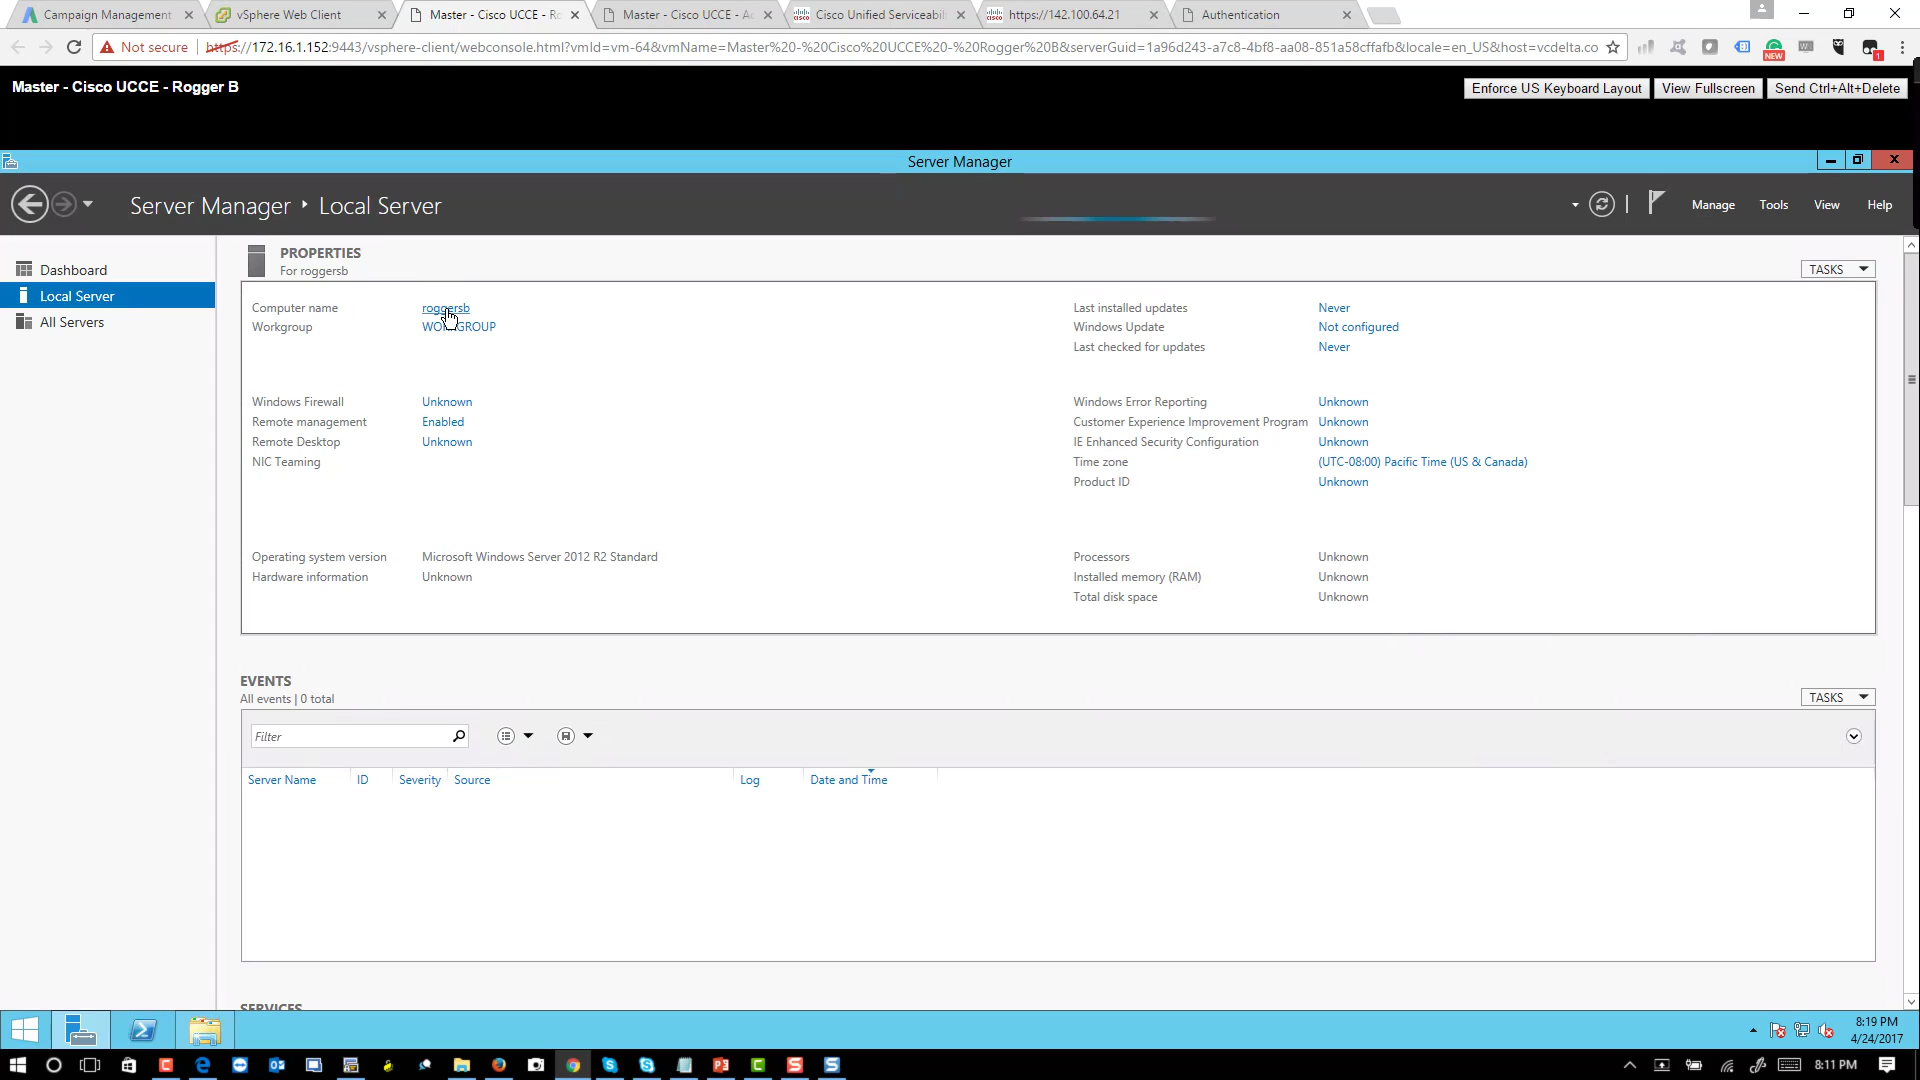 Campaign Management
vSphere Web Client
Master - Cisco UCCE - Ro
Master - Cisco UCCE - Ac
Cisco Unified Serviceabili
https://142.100.64.21
Authentication
Not secure https://172.16.1.152:9443/vsphere-client/webconsole.html?vmId=vm-64&vmName=Master%20-%20Cisco%20UCCE%20-%20Rogger%20B&serverGuid=1a96d243-a7c8-4bf8-aa08-851a58cffafb&locale=en_US&host=vcdelta.co
NEW
1
Master - Cisco UCCE - Rogger B
Enforce US Keyboard Layout View Fullscreen Send Ctrl+Alt+Delete
Server Manager
Server Manager Local Server
Manage Tools View Help
Dashboard
Local Server
All Servers
PROPERTIES
For roggersb
TASKS
Computer name roggersb
Workgroup WORKGROUP
Last installed updates Never
Windows Update Not configured
Last checked for updates Never
Windows Firewall Unknown
Remote management Enabled
Remote Desktop Unknown
NIC Teaming
Windows Error Reporting Unknown
Customer Experience Improvement Program Unknown
IE Enhanced Security Configuration Unknown
Time zone (UTC-08:00) Pacific Time (US & Canada)
Product ID Unknown
Operating system version Microsoft Windows Server 2012 R2 Standard
Hardware information Unknown
Processors Unknown
Installed memory (RAM) Unknown
Total disk space Unknown
EVENTS
All events | 0 total
TASKS
Filter
Server Name ID Severity Source Log Date and Time
SERVICES
8:19 PM
4/24/2017
8:11 PM